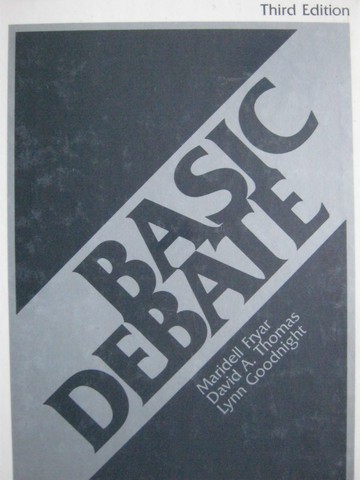 Third Edition
BASIC
DEBATE
Maridell Fryar
David A. Thomas
Lynn Goodnight